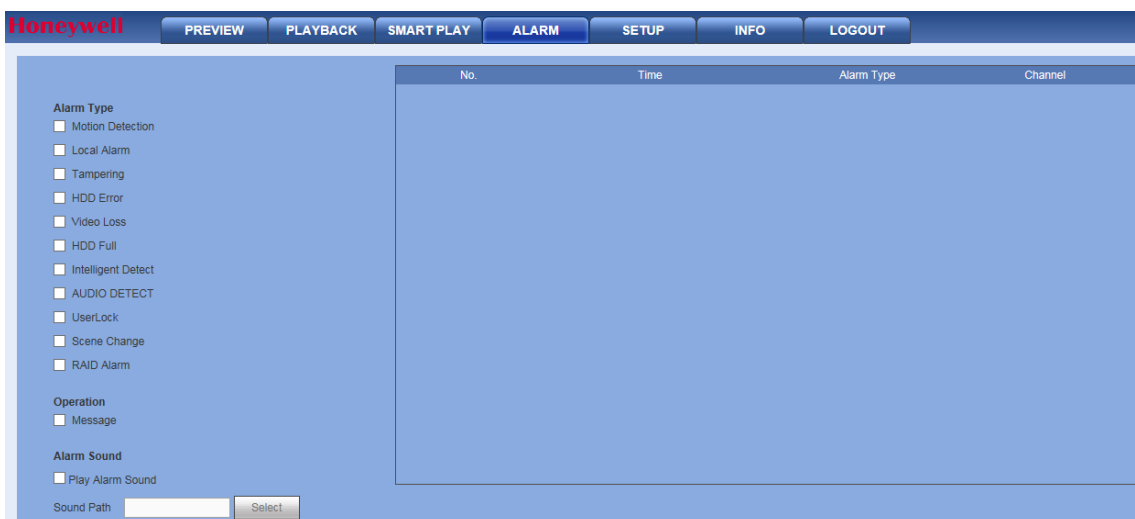 Honeywell PREVIEW PLAYBACK SMART PLAY ALARM SETUP INFO LOGOUT
No. Time Alarm Type Channel
Alarm Type
Motion Detection
Local Alarm
Tampering
HDD Error
Video Loss
HDD Full
Intelligent Detect
AUDIO DETECT
UserLock
Scene Change
RAID Alarm
Operation
Message
Alarm Sound
Play Alarm Sound
Sound Path Select